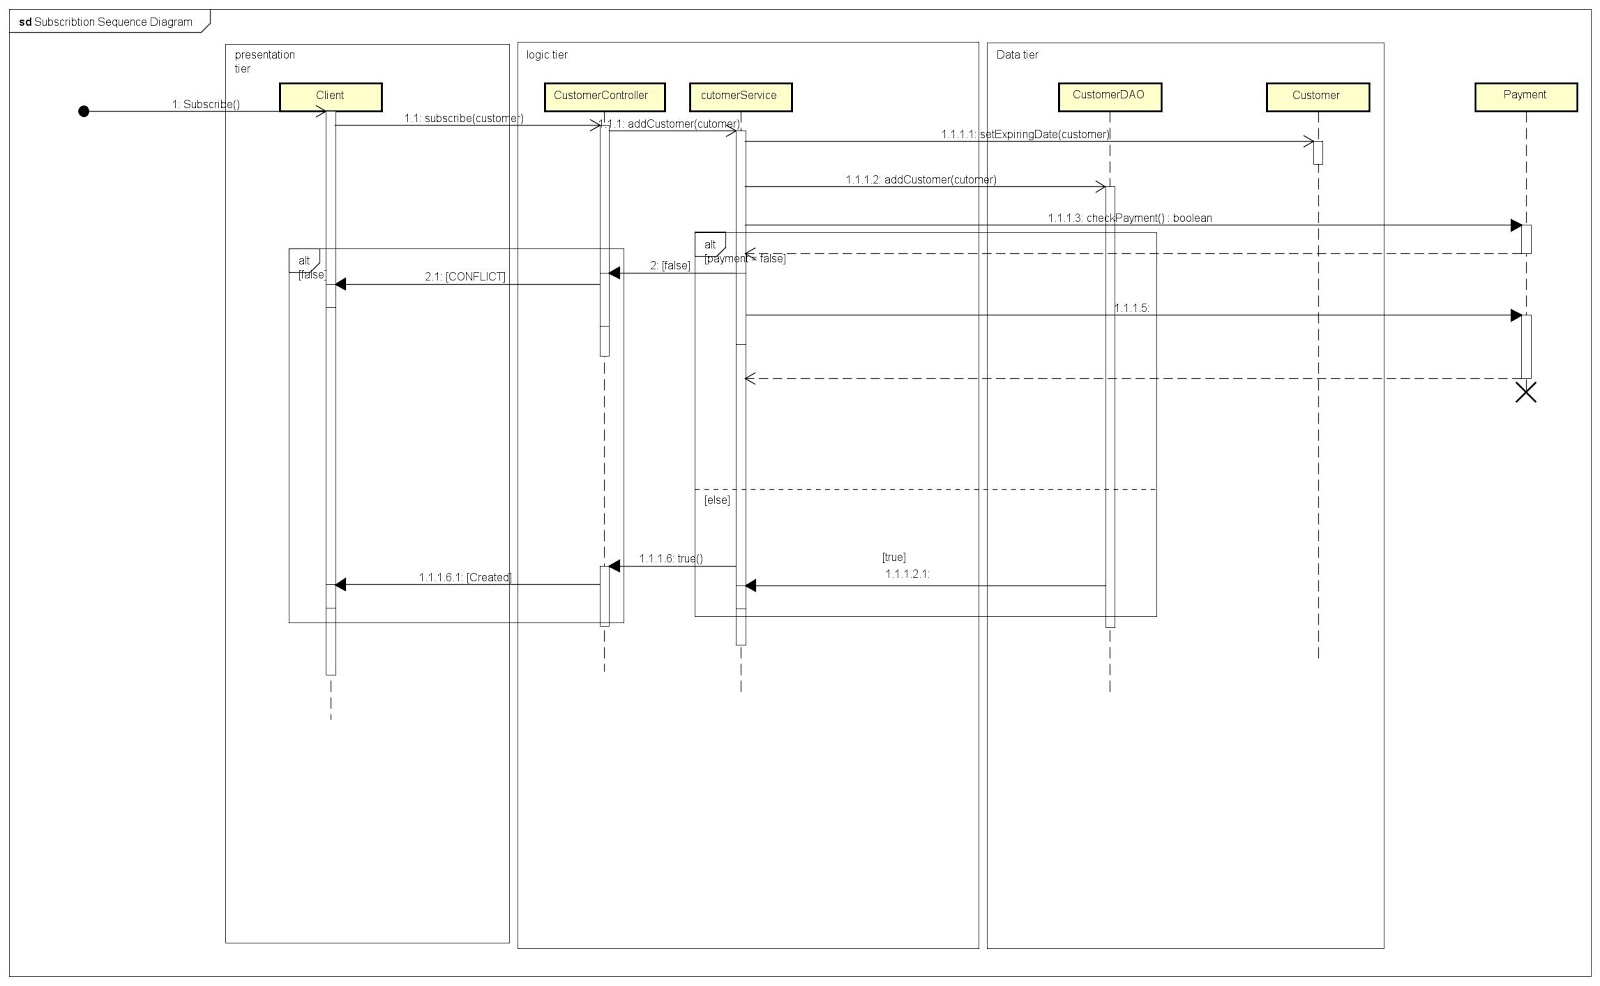 sd Subscribtion Sequence Diagram
presentation
tier
logic tier
Data tier
Client
CustomerController
cutomerService
CustomerDAO
Customer
Payment
1: Subscribe()
1.1: subscribe(customer)
1.1.1: addCustomer(cutomer)
1.1.1.1: setExpiringDate(customer)
1.1.1.2: addCustomer(cutomer)
1.1.1.3: checkPayment() : boolean
alt
[payment = false]
alt
[false]
2: [false]
2.1: [CONFLICT]
1.1.1.5:
[else]
1.1.1.6: true()
[true]
1.1.1.6.1: [Created]
1.1.1.2.1: